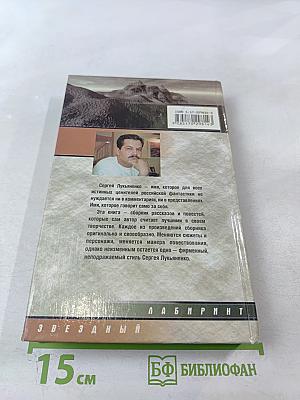 Сергей Лукьяненко — имя, которое для всех
истинных ценителей российской фантастики не
нуждается ни в комментариях, ни в представлениях.
Имя, которое говорит само за себя.
Эта книга — сборник рассказов и повестей,
которые сам автор считает лучшими в своем
творчестве. Каждое из произведений сборника
оригинально и своеобразно. Меняются сюжеты и
персонажи, меняется манера повествования,
однако неизменным остается одно — фирменный,
неподражаемый стиль Сергея Лукьяненко.
ЛАБИРИНТ
ЗВЕЗДНЫЙ
15 см
БФ БИБЛИОФАН